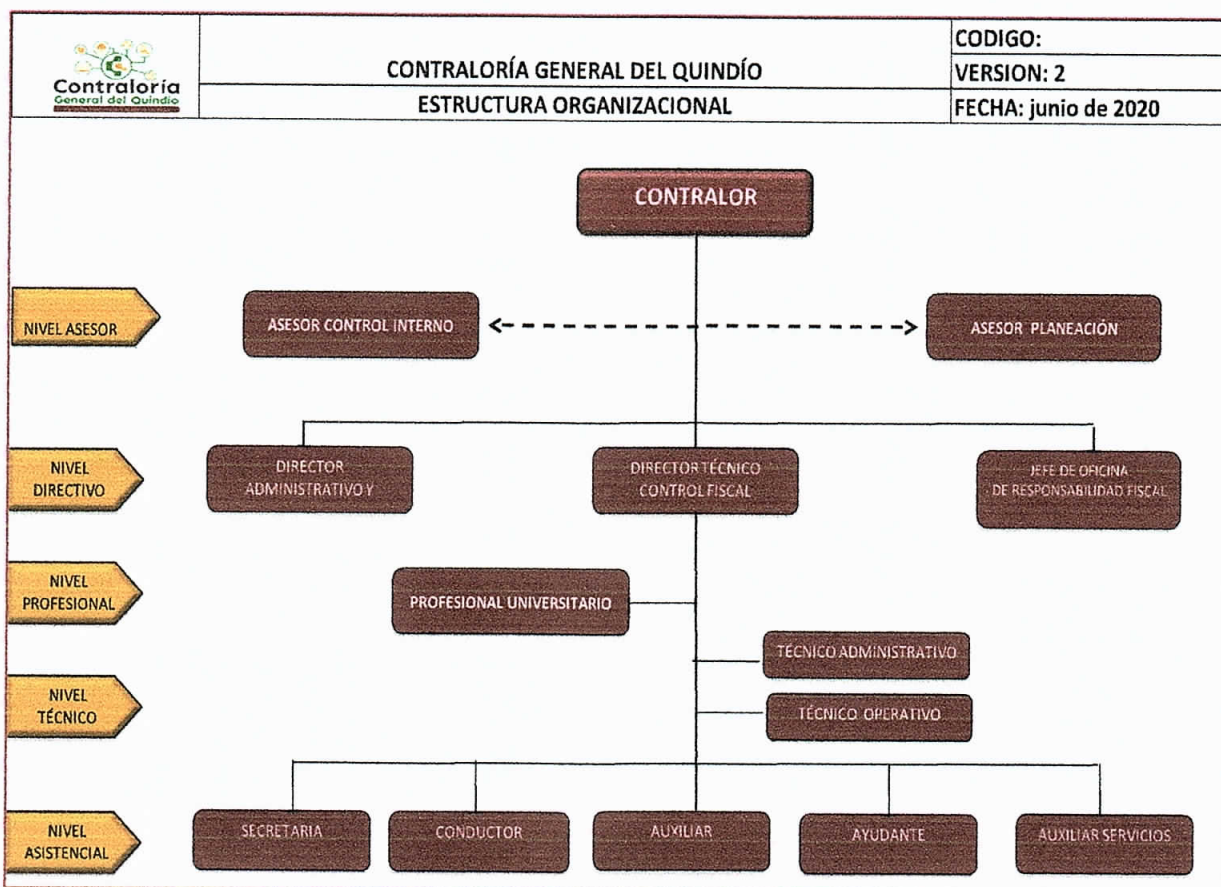 Contraloría
General del Quindío
CONTRALORÍA GENERAL DEL QUINDÍO
ESTRUCTURA ORGANIZACIONAL
CODIGO:
VERSION: 2
FECHA: junio de 2020
CONTRALOR
NIVEL ASESOR
ASESOR CONTROL INTERNO
ASESOR PLANEACIÓN
NIVEL
DIRECTIVO
DIRECTOR
ADMINISTRATIVO Y
DIRECTOR TÉCNICO
CONTROL FISCAL
JEFE DE OFICINA
DE RESPONSABILIDAD FISCAL
NIVEL
PROFESIONAL
PROFESIONAL UNIVERSITARIO
TÉCNICO ADMINISTRATIVO
NIVEL
TÉCNICO
TÉCNICO OPERATIVO
NIVEL
ASISTENCIAL
SECRETARIA
CONDUCTOR
AUXILIAR
AYUDANTE
AUXILIAR SERVICIOS